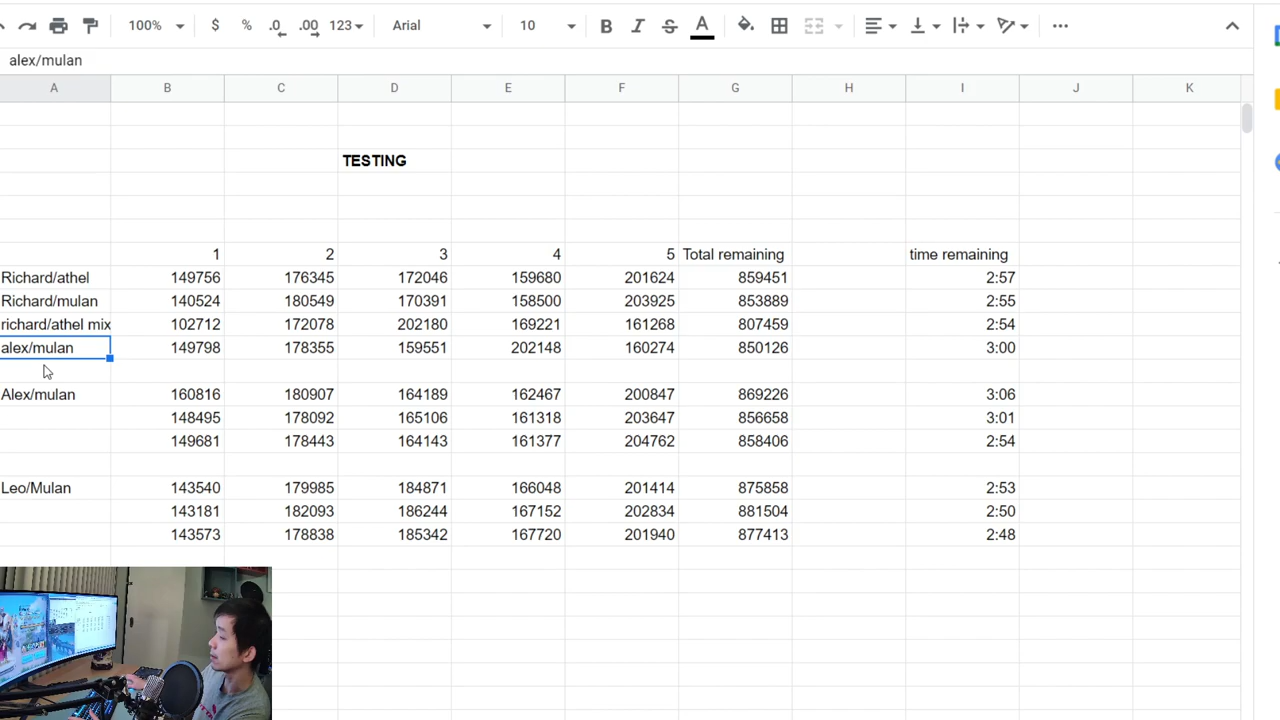 100% $ % .0 .00 123 Arial 10 B I S A
alex/mulan
A B C D E F G H I J K
TESTING
1 2 3 4 5 Total remaining time remaining
Richard/athel 149756 176345 172046 159680 201624 859451 2:57
Richard/mulan 140524 180549 170391 158500 203925 853889 2:55
richard/athel mix 102712 172078 202180 169221 161268 807459 2:54
alex/mulan 149798 178355 159551 202148 160274 850126 3:00
Alex/mulan 160816 180907 164189 162467 200847 869226 3:06
148495 178092 165106 161318 203647 856658 3:01
149681 178443 164143 161377 204762 858406 2:54
Leo/Mulan 143540 179985 184871 166048 201414 875858 2:53
143181 182093 186244 167152 202834 881504 2:50
143573 178838 185342 167720 201940 877413 2:48